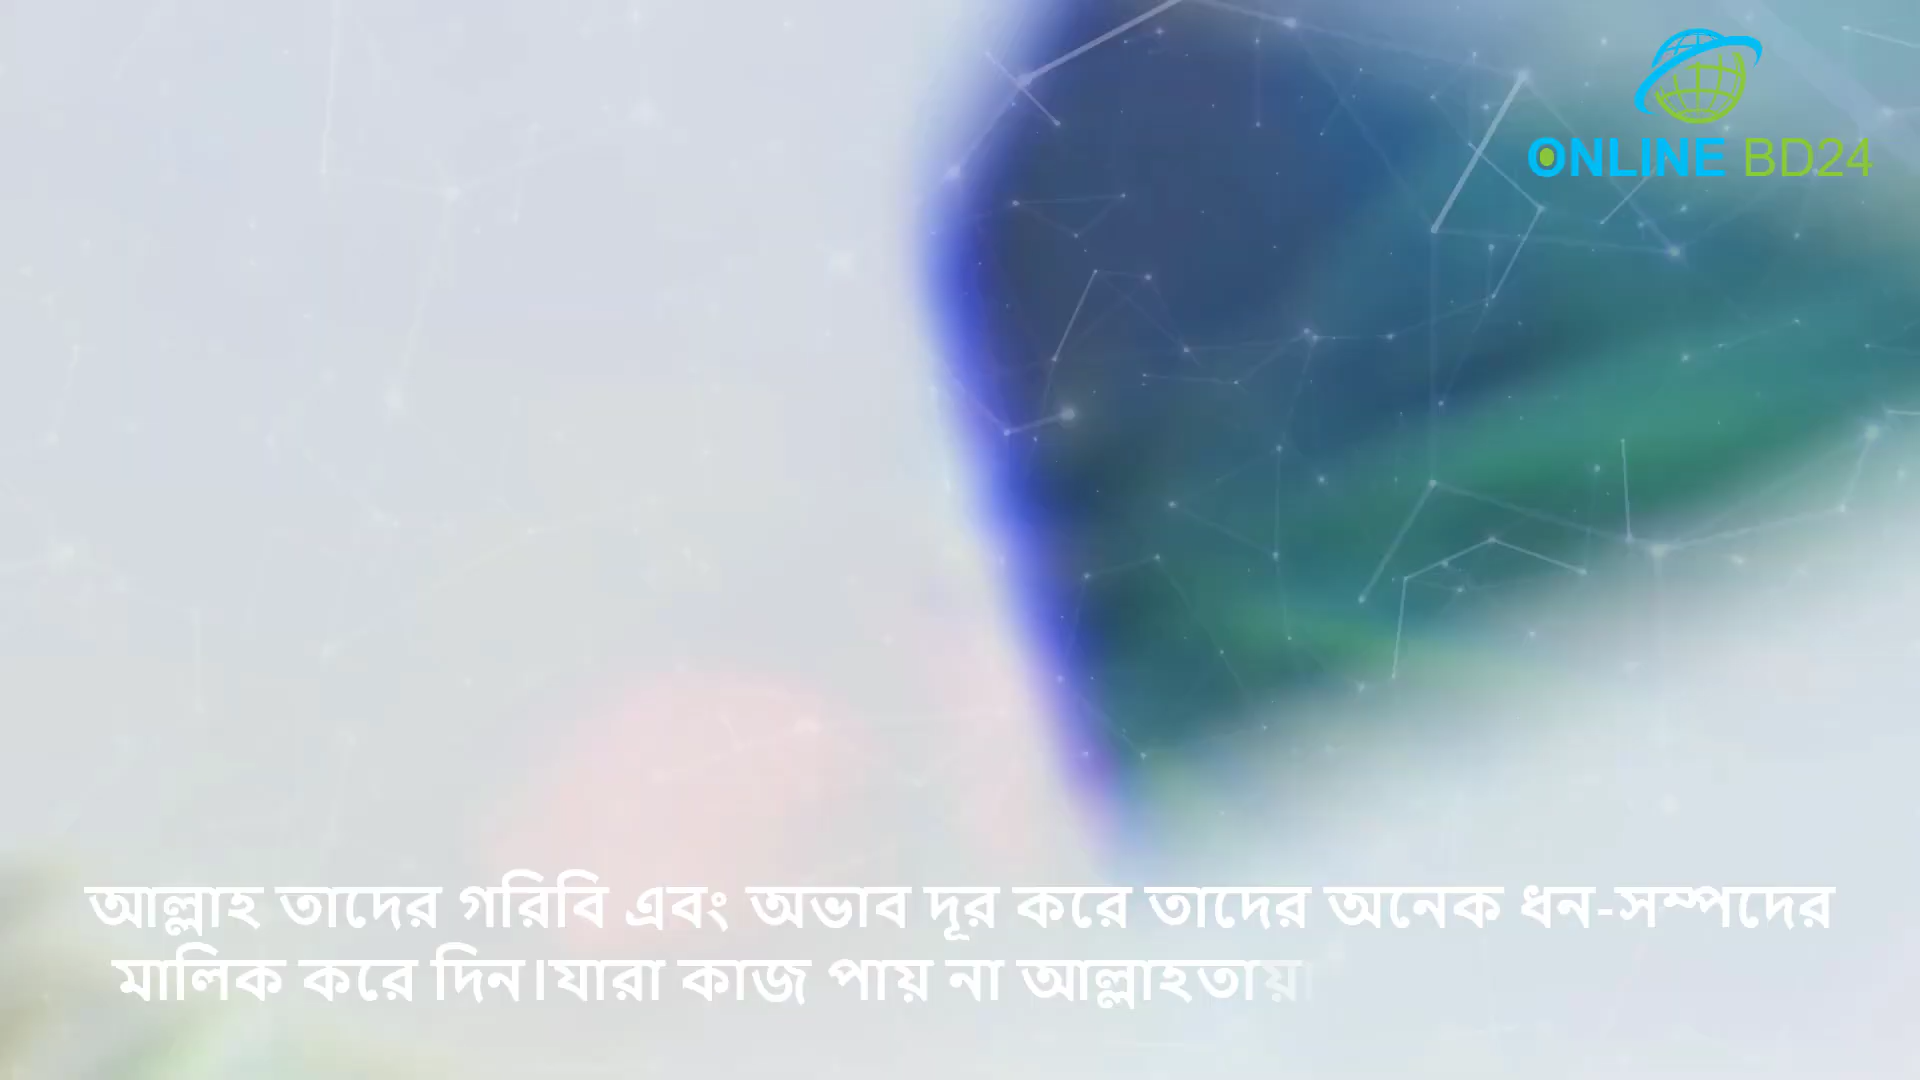 ONLINE BD24
আল্লাহ তাদের গরিবি এবং অভাব দূর করে তাদের অনেক ধন-সম্পদের
মালিক করে দিন।যারা কাজ পায় না আল্লাহতায়া